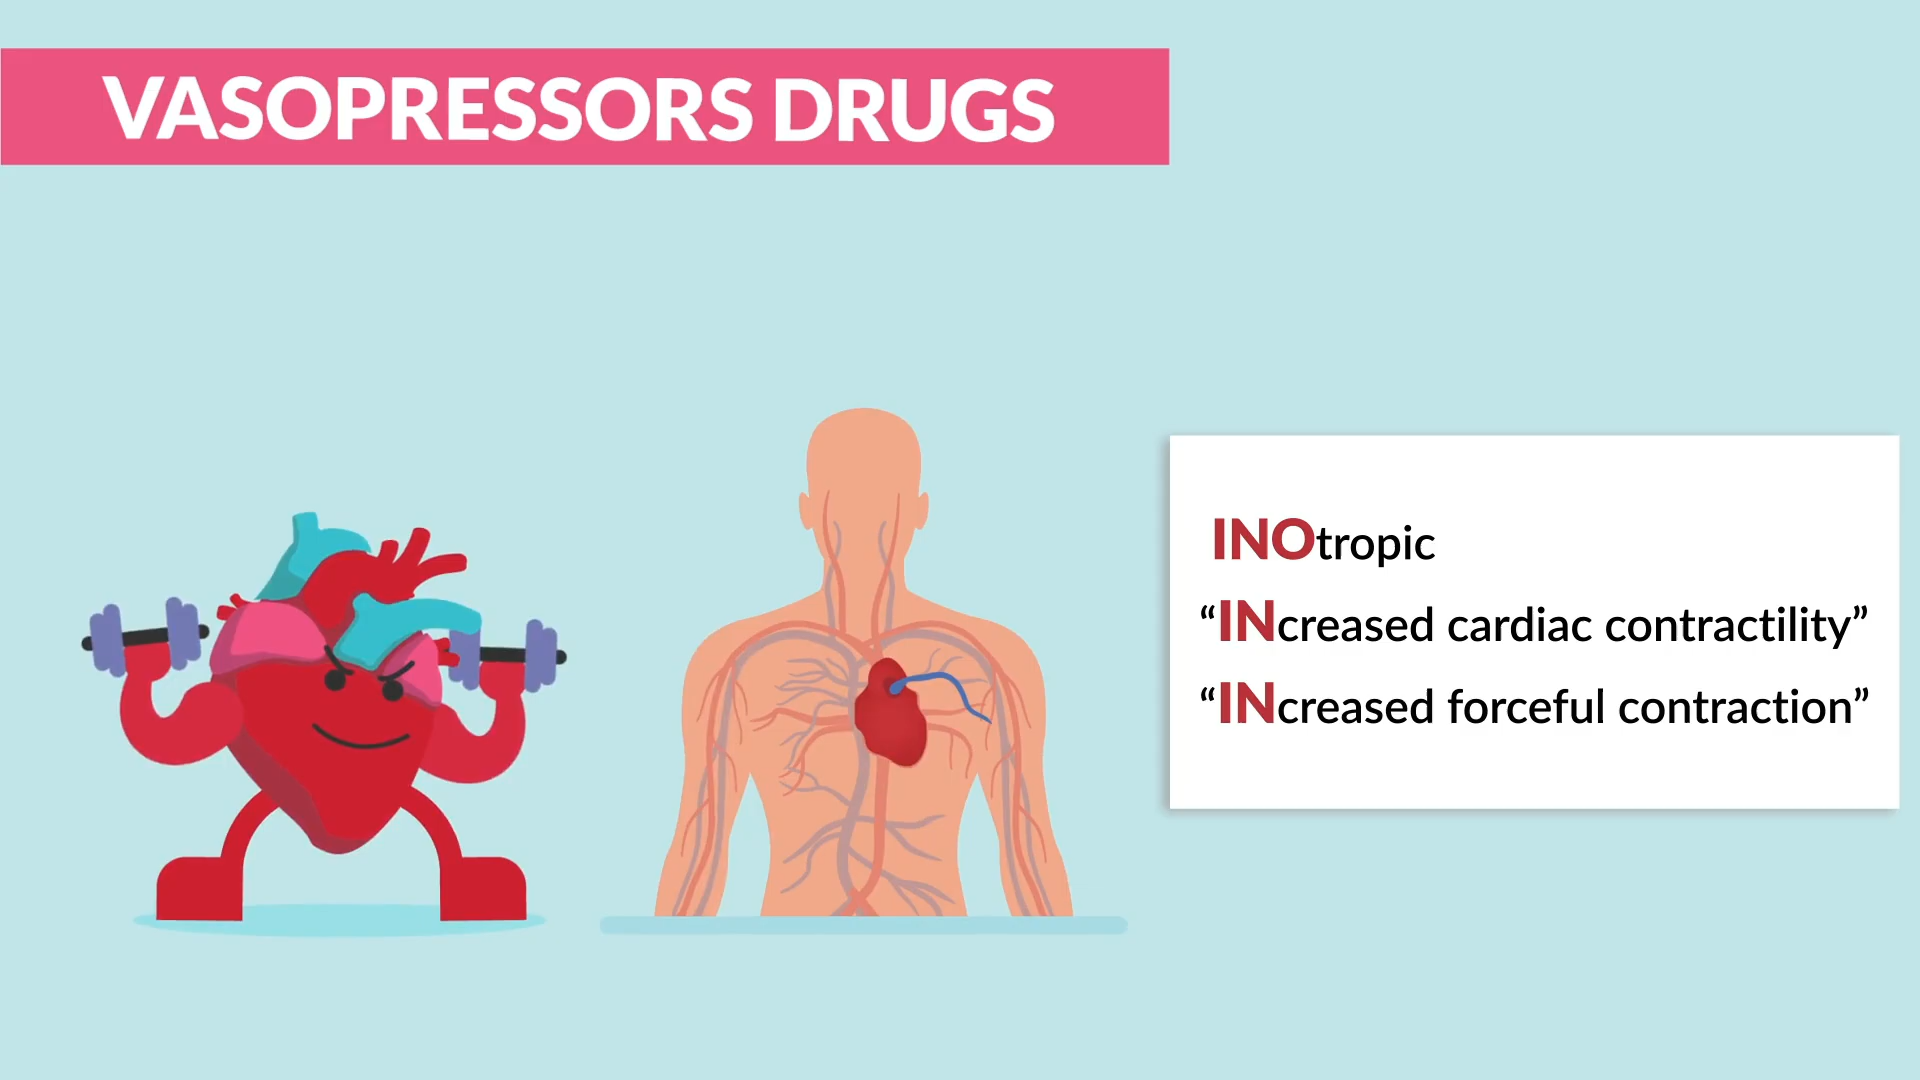 VASOPRESSORS DRUGS
INOtropic
“INcreased cardiac contractility”
“INcreased forceful contraction”